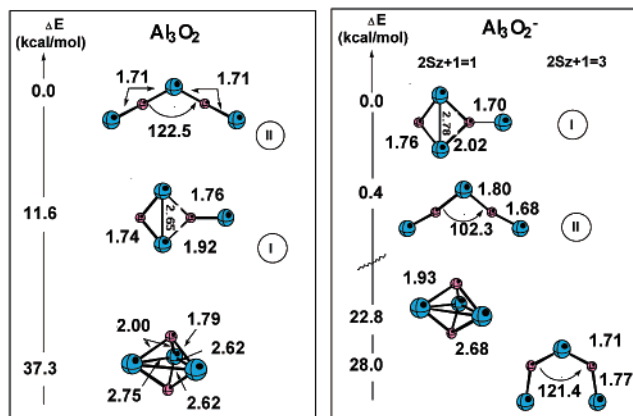 ΔE
(kcal/mol)
Al3O2
0.0
1.71
1.71
122.5
II
11.6
1.76
2.65
1.74
1.92
I
37.3
2.00
1.79
2.62
2.75
2.62
ΔE
(kcal/mol)
Al3O2-
2Sz+1=1
2Sz+1=3
0.0
1.70
2.78
1.76
2.02
I
0.4
1.80
1.68
102.3
II
22.8
1.93
2.68
28.0
1.71
1.77
121.4